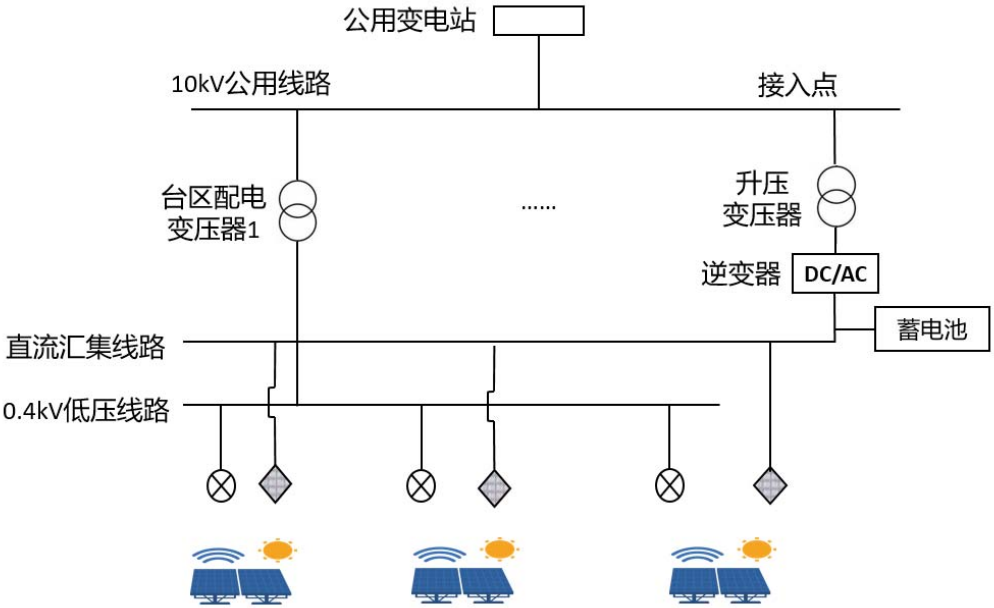 公用变电站
10kV公用线路
接入点
台区配电
变压器1
……
升压
变压器
逆变器
DC/AC
蓄电池
直流汇集线路
0.4kV低压线路